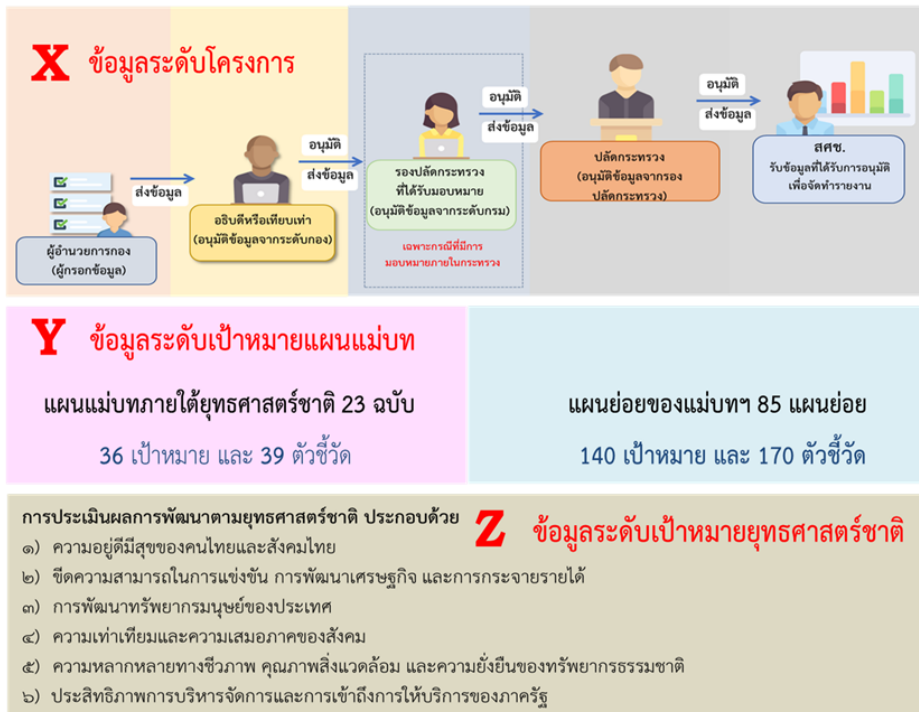 X ข้อมูลระดับโครงการ
ส่งข้อมูล
อนุมัติ
ส่งข้อมูล
อนุมัติ
ส่งข้อมูล
อนุมัติ
ส่งข้อมูล
ผู้อำนวยการกอง
(ผู้กรอกข้อมูล)
อธิบดีหรือเทียบเท่า
(อนุมัติข้อมูลจากระดับกอง)
รองปลัดกระทรวง
ที่ได้รับมอบหมาย
(อนุมัติข้อมูลจากระดับกรม)
เฉพาะกรณีที่มีการ
มอบหมายภายในกระทรวง
ปลัดกระทรวง
(อนุมัติข้อมูลจากรอง
ปลัดกระทรวง)
สศช.
รับข้อมูลที่ได้รับการอนุมัติ
เพื่อจัดทำรายงาน
Y ข้อมูลระดับเป้าหมายแผนแม่บท
แผนแม่บทภายใต้ยุทธศาสตร์ชาติ 23 ฉบับ
36 เป้าหมาย และ 39 ตัวชี้วัด
แผนย่อยของแม่บทฯ 85 แผนย่อย
140 เป้าหมาย และ 170 ตัวชี้วัด
การประเมินผลการพัฒนาตามยุทธศาสตร์ชาติ ประกอบด้วย
Z ข้อมูลระดับเป้าหมายยุทธศาสตร์ชาติ
๑) ความอยู่ดีมีสุขของคนไทยและสังคมไทย
๒) ขีดความสามารถในการแข่งขัน การพัฒนาเศรษฐกิจ และการกระจายรายได้
๓) การพัฒนาทรัพยากรมนุษย์ของประเทศ
๔) ความเท่าเทียมและความเสมอภาคของสังคม
๕) ความหลากหลายทางชีวภาพ คุณภาพสิ่งแวดล้อม และความยั่งยืนของทรัพยากรธรรมชาติ
๖) ประสิทธิภาพการบริหารจัดการและการเข้าถึงการให้บริการของภาครัฐ